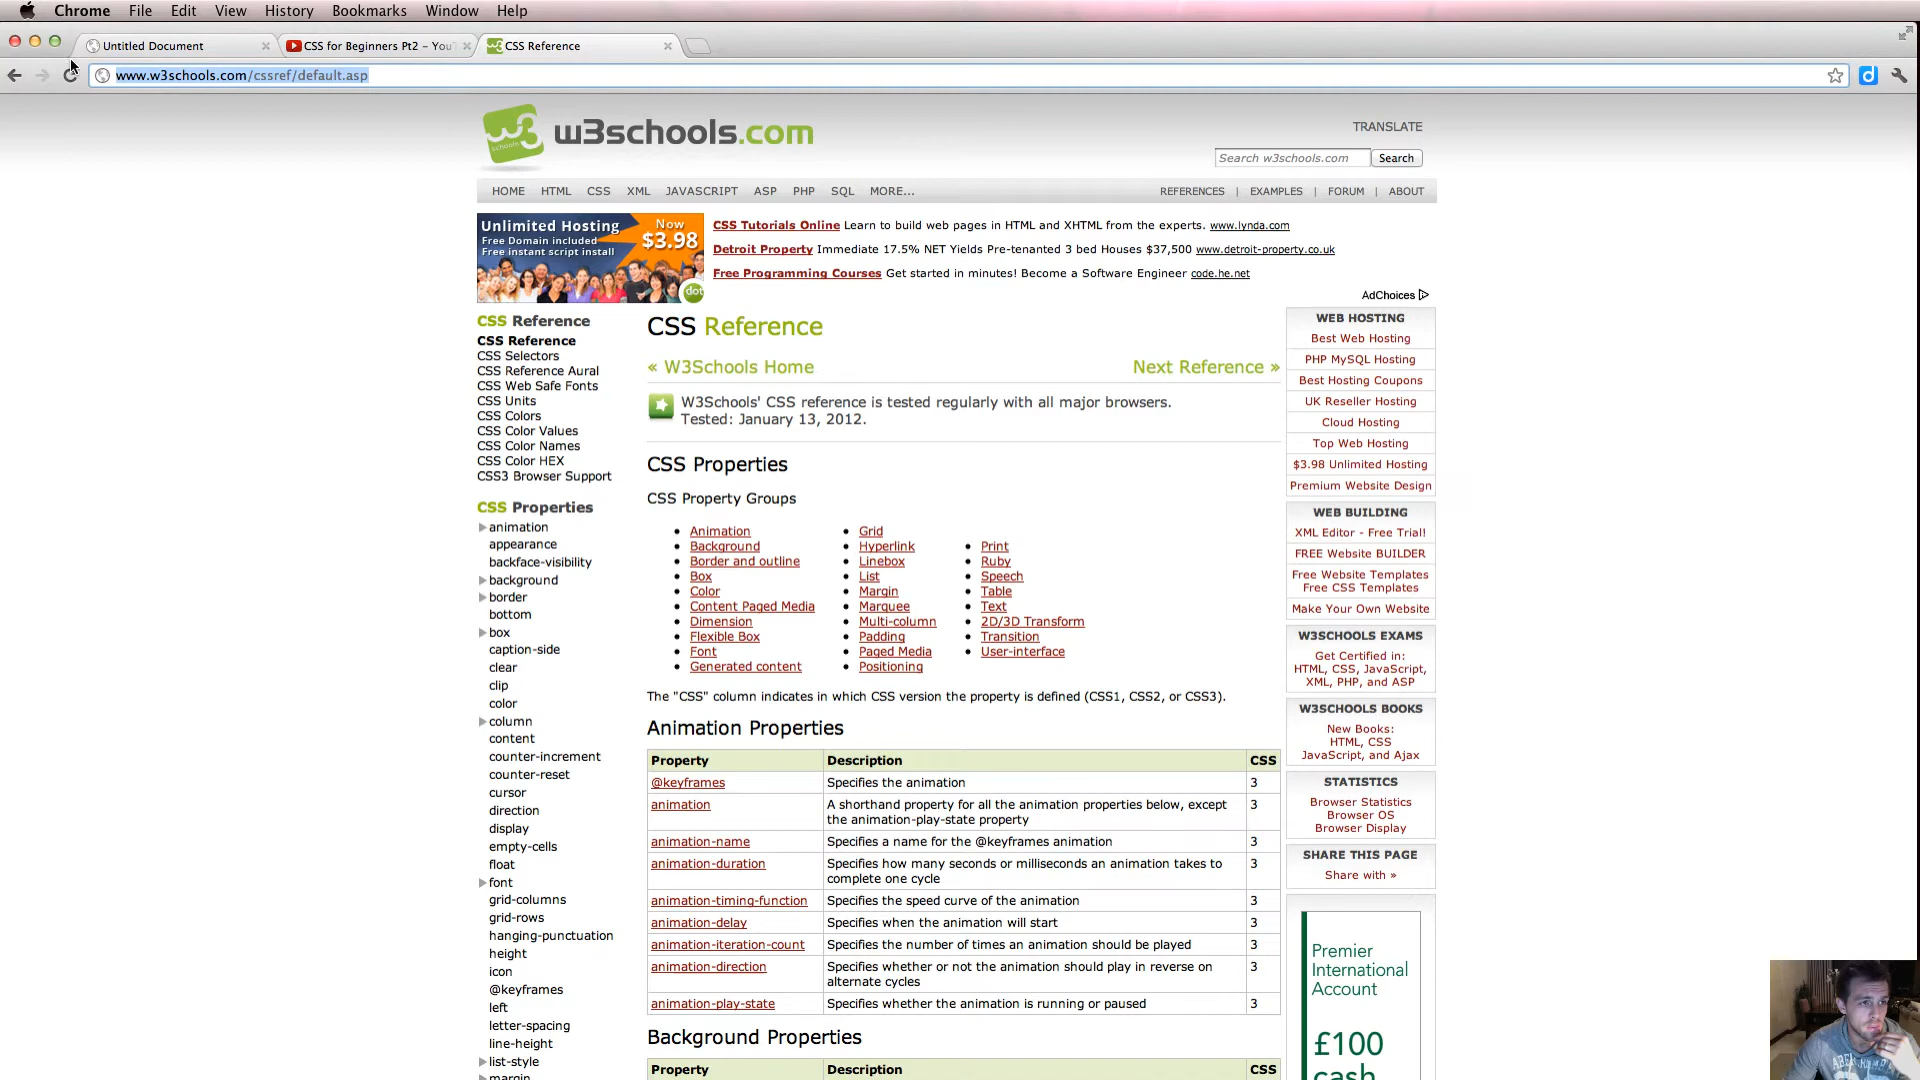 Chrome File Edit View History Bookmarks Window Help
Untitled Document
CSS for Beginners Pt2 – You
CSS Reference
www.w3schools.com/cssref/default.asp
w3schools.com
TRANSLATE
Search w3schools.com Search
HOME HTML CSS XML JAVASCRIPT ASP PHP SQL MORE...
REFERENCES | EXAMPLES | FORUM | ABOUT
Unlimited Hosting
Free Domain included
Free instant script install
Now
$3.98
dot
CSS Tutorials Online Learn to build web pages in HTML and XHTML from the experts. www.lynda.com
Detroit Property Immediate 17.5% NET Yields Pre-tenanted 3 bed Houses $37,500 www.detroit-property.co.uk
Free Programming Courses Get started in minutes! Become a Software Engineer code.he.net
AdChoices
CSS Reference
CSS Reference
CSS Selectors
CSS Reference Aural
CSS Web Safe Fonts
CSS Units
CSS Colors
CSS Color Values
CSS Color Names
CSS Color HEX
CSS3 Browser Support
CSS Properties
animation
appearance
backface-visibility
background
border
bottom
box
caption-side
clear
clip
color
column
content
counter-increment
counter-reset
cursor
direction
display
empty-cells
float
font
grid-columns
grid-rows
hanging-punctuation
height
icon
@keyframes
left
letter-spacing
line-height
list-style
margin
CSS Reference
« W3Schools Home
Next Reference »
W3Schools' CSS reference is tested regularly with all major browsers.
Tested: January 13, 2012.
CSS Properties
CSS Property Groups
Animation
Background
Border and outline
Box
Color
Content Paged Media
Dimension
Flexible Box
Font
Generated content
Grid
Hyperlink
Linebox
List
Margin
Marquee
Multi-column
Padding
Paged Media
Positioning
Print
Ruby
Speech
Table
Text
2D/3D Transform
Transition
User-interface
The "CSS" column indicates in which CSS version the property is defined (CSS1, CSS2, or CSS3).
Animation Properties
Property Description CSS
@keyframes Specifies the animation 3
animation A shorthand property for all the animation properties below, except 3
the animation-play-state property
animation-name Specifies a name for the @keyframes animation 3
animation-duration Specifies how many seconds or milliseconds an animation takes to 3
complete one cycle
animation-timing-function Specifies the speed curve of the animation 3
animation-delay Specifies when the animation will start 3
animation-iteration-count Specifies the number of times an animation should be played 3
animation-direction Specifies whether or not the animation should play in reverse on 3
alternate cycles
animation-play-state Specifies whether the animation is running or paused 3
Background Properties
Property Description CSS
WEB HOSTING
Best Web Hosting
PHP MySQL Hosting
Best Hosting Coupons
UK Reseller Hosting
Cloud Hosting
Top Web Hosting
$3.98 Unlimited Hosting
Premium Website Design
WEB BUILDING
XML Editor - Free Trial!
FREE Website BUILDER
Free Website Templates
Free CSS Templates
Make Your Own Website
W3SCHOOLS EXAMS
Get Certified in:
HTML, CSS, JavaScript,
XML, PHP, and ASP
W3SCHOOLS BOOKS
New Books:
HTML, CSS
JavaScript, and Ajax
STATISTICS
Browser Statistics
Browser OS
Browser Display
SHARE THIS PAGE
Share with »
Premier
International
Account
£100
cash